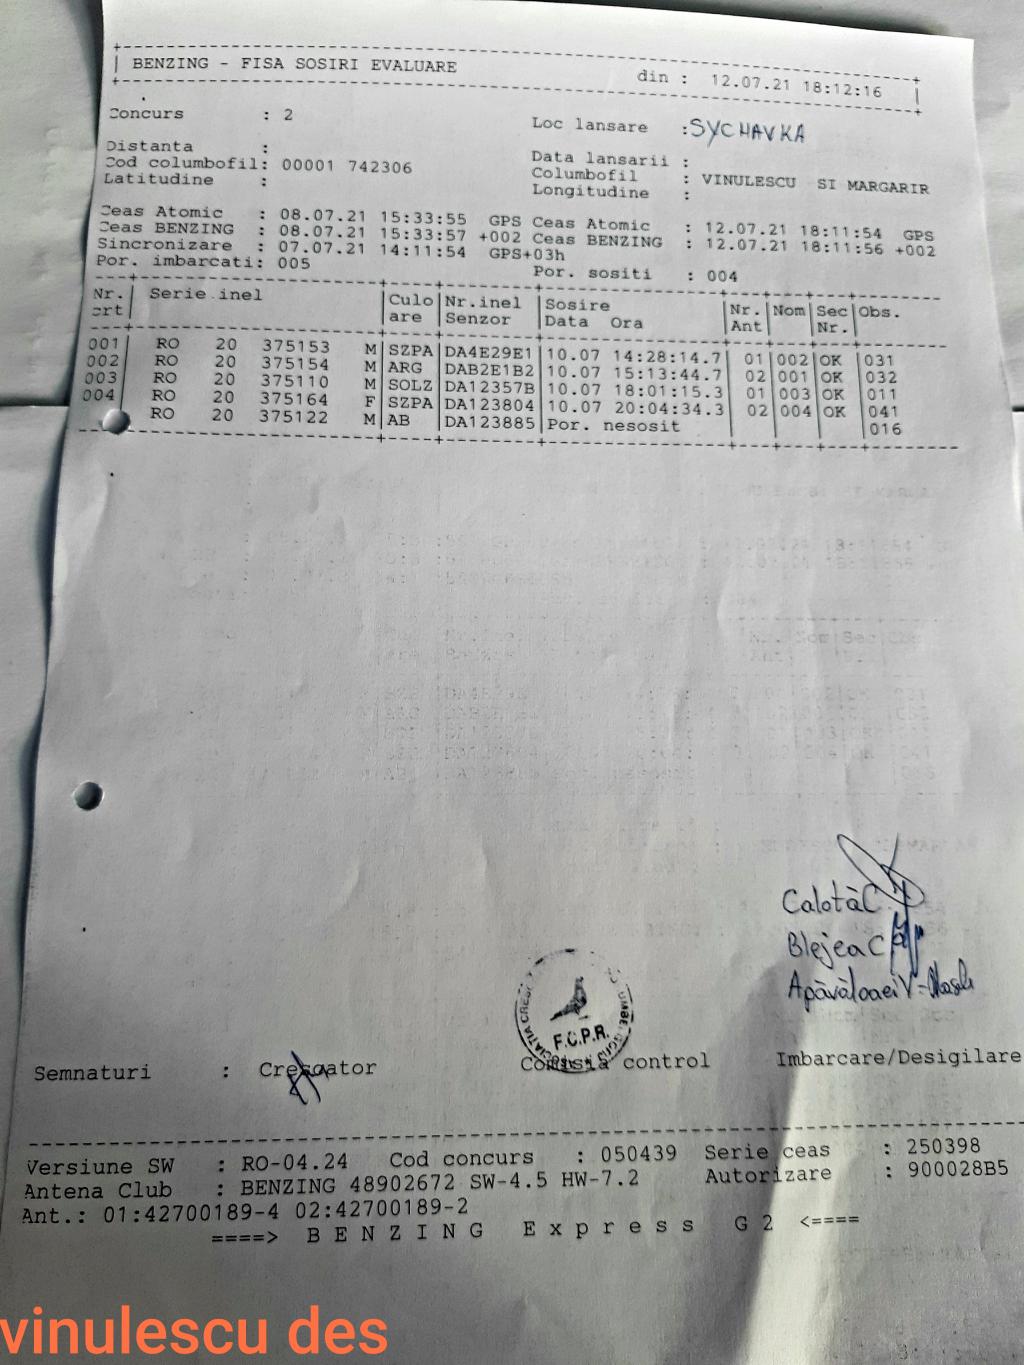 BENZING - FISA SOSIRI EVALUARE din : 12.07.21 18:12:16
Concurs : 2 Loc lansare :SYCHAVKA
Distanta : Data lansarii :
Cod columbofil: 00001 742306 Columbofil : VINULESCU SI MARGARIR
Latitudine : Longitudine :
Ceas Atomic : 08.07.21 15:33:55 GPS Ceas Atomic : 12.07.21 18:11:54 GPS
Ceas BENZING : 08.07.21 15:33:57 +002 Ceas BENZING : 12.07.21 18:11:56 +002
Sincronizare : 07.07.21 14:11:54 GPS+03h
Por. imbarcati: 005 Por. sositi : 004
Nr. Serie inel Culo Nr.inel Sosire Nr. Nom Sec Obs.
crt are Senzor Data Ora Ant Nr.
001 RO 20 375153 M SZPA DA4E29E1 10.07 14:28:14.7 01 002 OK 031
002 RO 20 375154 M ARG DAB2E1B2 10.07 15:13:44.7 02 001 OK 032
003 RO 20 375110 M SOLZ DA12357B 10.07 18:01:15.3 01 003 OK 011
004 RO 20 375164 F SZPA DA123804 10.07 20:04:34.3 02 004 OK 041
RO 20 375122 M AB DA123885 Por. nesosit 016
Calotă C
Blejea C
Apăvăloaei V-
F.C.P.R.
Semnaturi : Crescator Comisia control Imbarcare/Desigilare
Versiune SW : RO-04.24 Cod concurs : 050439 Serie ceas : 250398
Antena Club : BENZING 48902672 SW-4.5 HW-7.2 Autorizare : 900028B5
Ant.: 01:42700189-4 02:42700189-2
====> B E N Z I N G E x p r e s s G 2 <====
vinulescu des